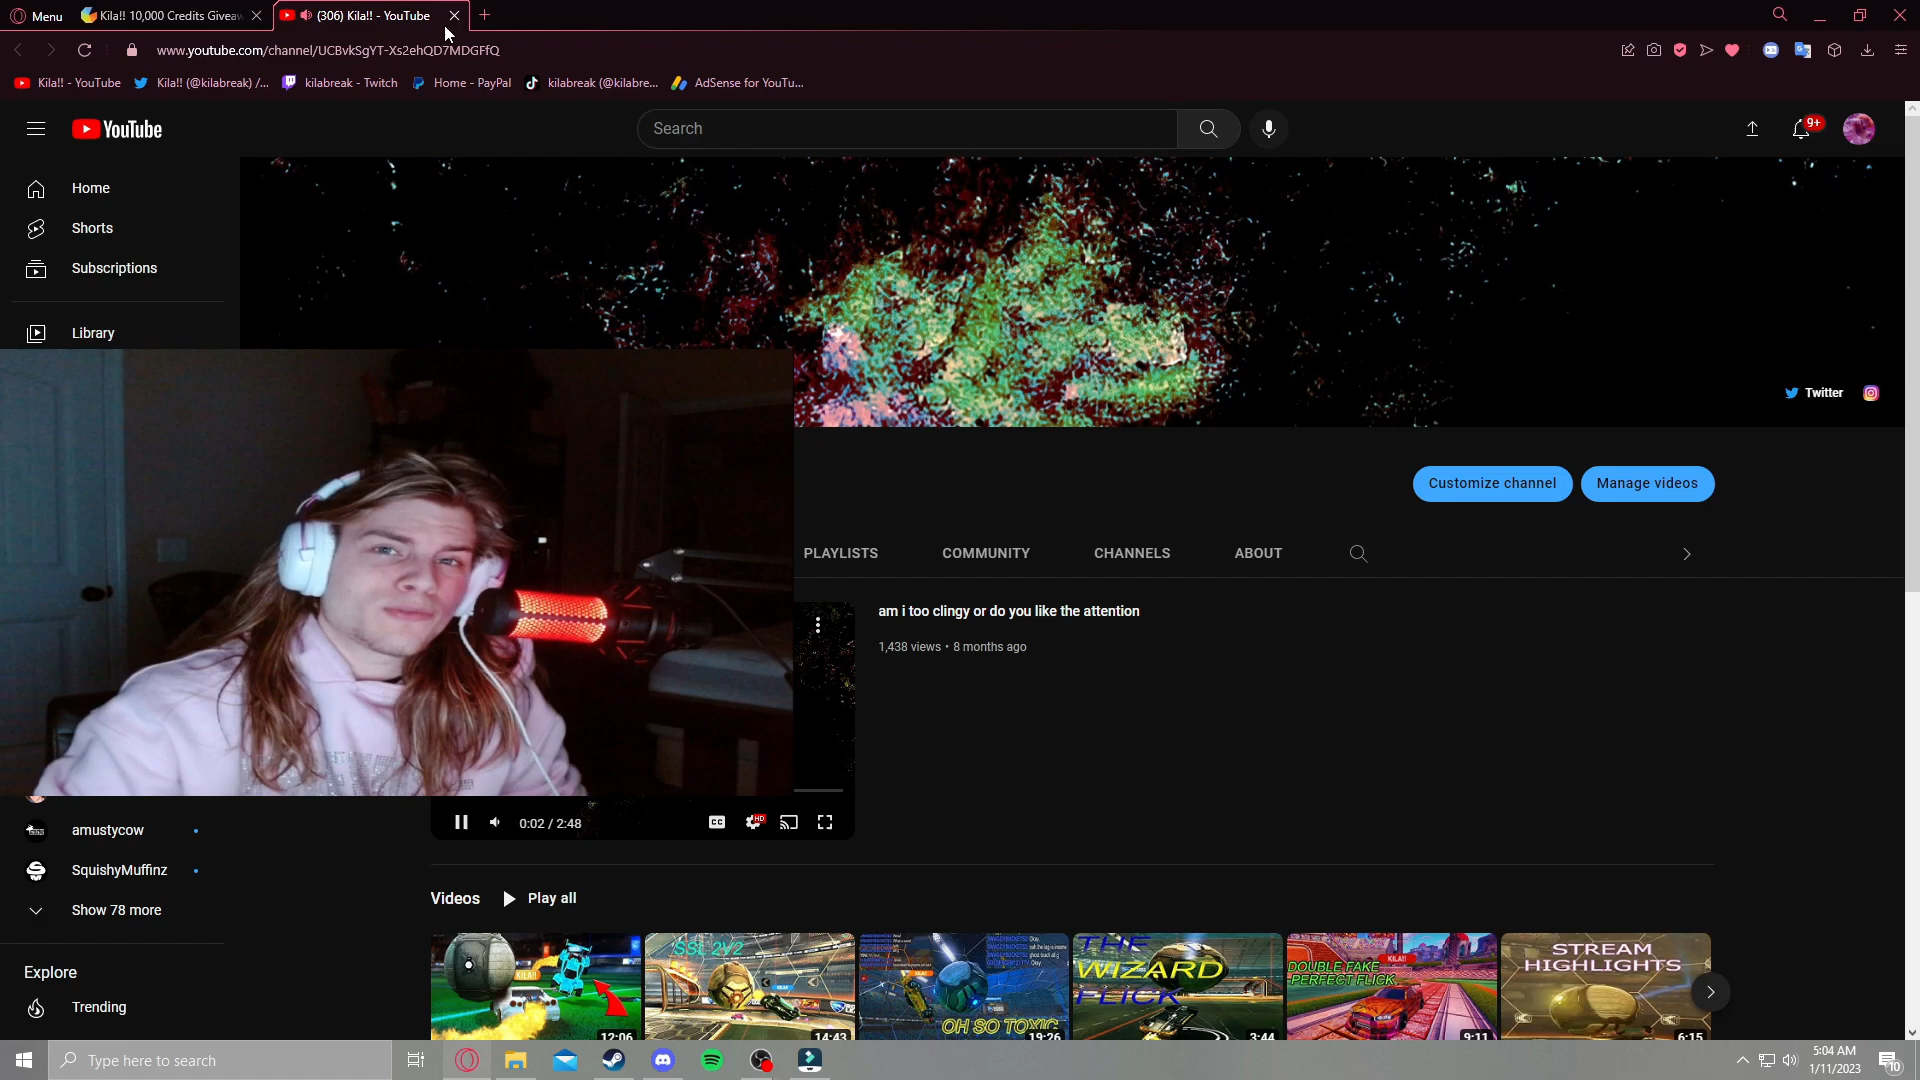 Menu
Kila!! 10,000 Credits Giveaw
(306) Kila!! - YouTube
www.youtube.com/channel/UCBvkSgYT-Xs2ehQD7MDGFfQ
Kila!! - YouTube
Kila!! (@kilabreak) /...
kilabreak - Twitch
Home - PayPal
kilabreak (@kilabre...
AdSense for YouTu...
YouTube
Search
9+
Home
Shorts
Subscriptions
Library
Twitter
Customize channel
Manage videos
PLAYLISTS
COMMUNITY
CHANNELS
ABOUT
am i too clingy or do you like the attention
1,438 views • 8 months ago
0:02 / 2:48
CC
HD
amustycow
SquishyMuffinz
Show 78 more
Videos
Play all
KILA!!
12:06
SSL 2V2
14:43
OH SO TOXIC
19:26
THE
WIZARD
FLICK
3:44
KILA!!
DOUBLE FAKE
PERFECT FLICK
9:11
STREAM
HIGHLIGHTS
6:15
Explore
Trending
Type here to search
5:04 AM
1/11/2023
10